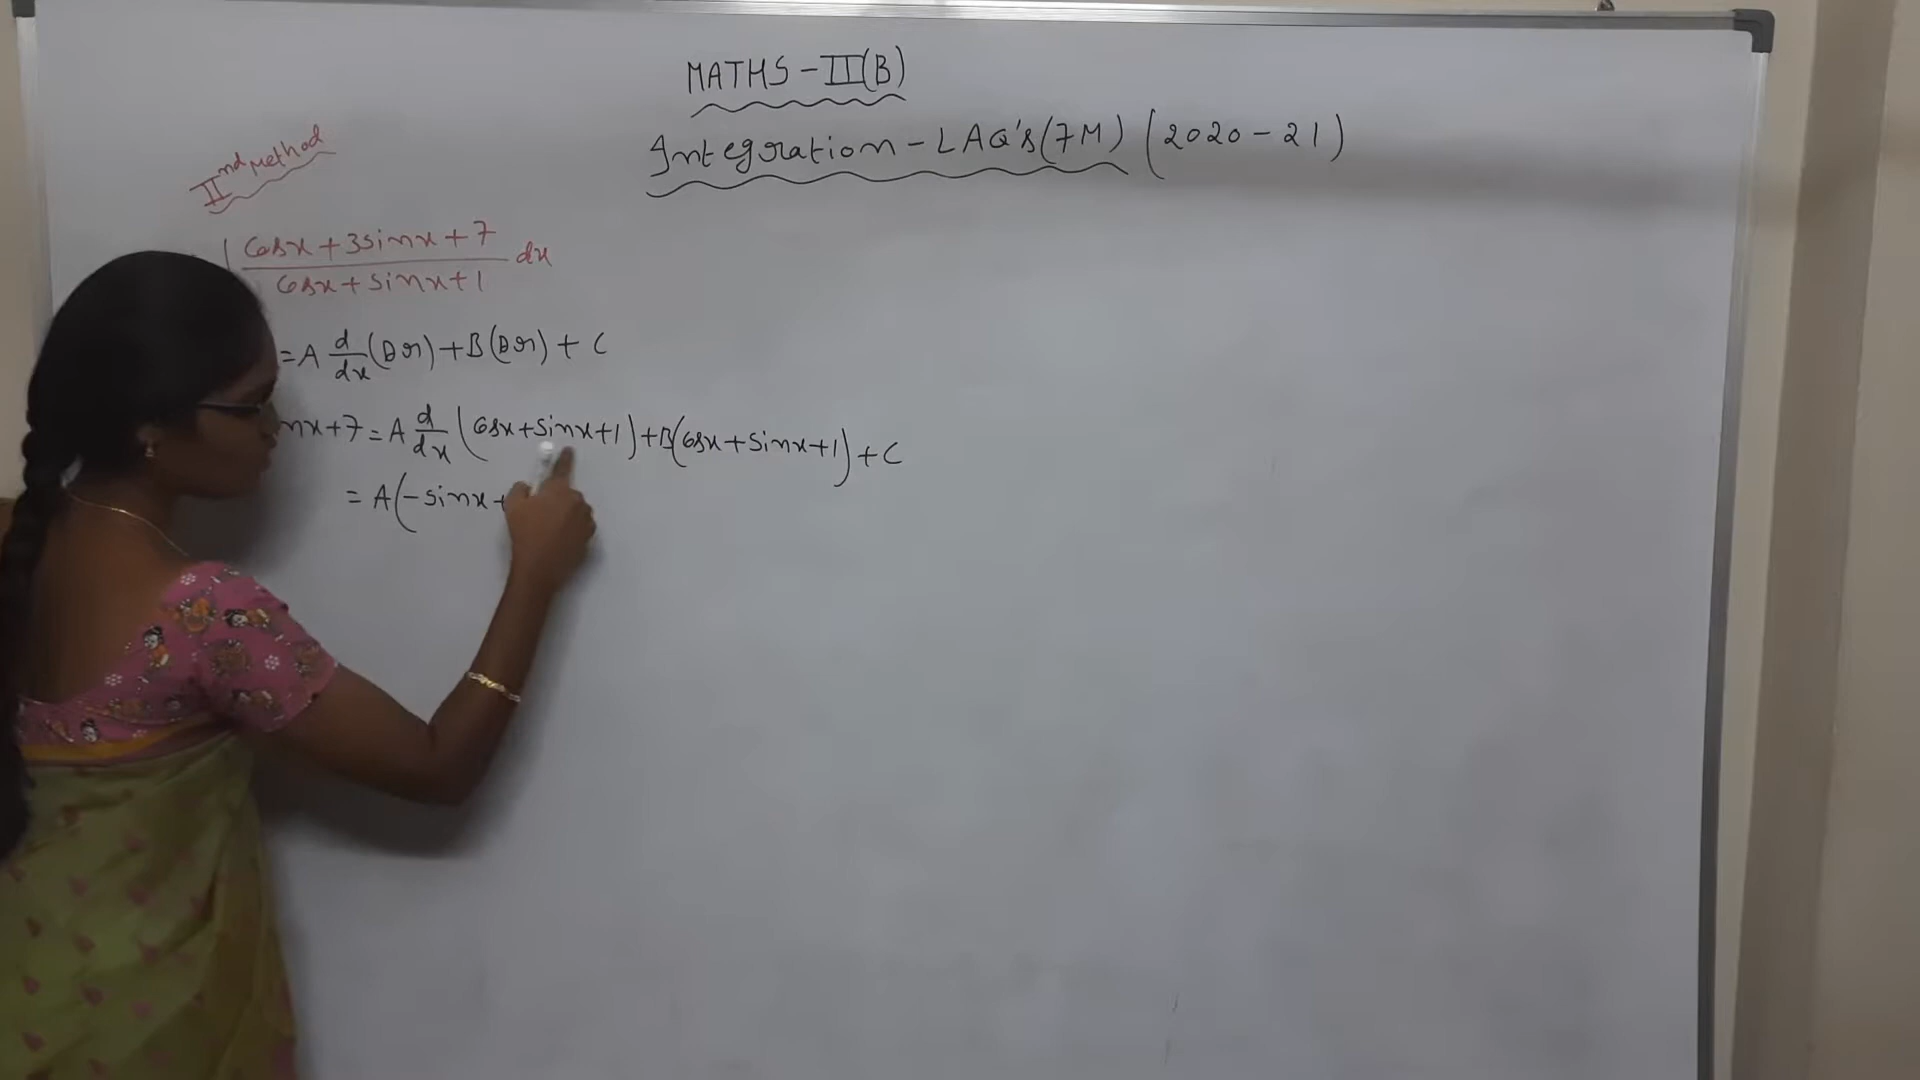 MATHS - II(B)
Integration - LAQ's (7M) (2020-21)
IInd Method
∫ (cosx + 3sinx + 7) / (cosx + sinx + 1) dx
= A d/dx (Dr) + B(Dr) + C
nx + 7 = A d/dx (cosx + sinx + 1) + B(cosx + sinx + 1) + C
= A(-sinx +